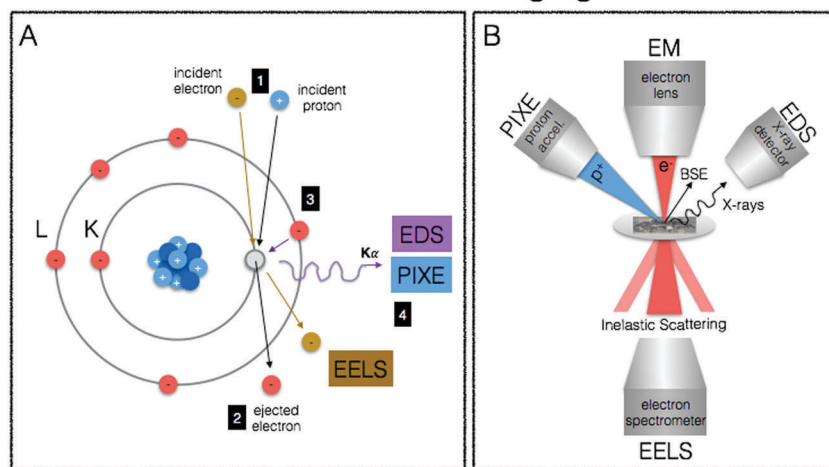 A
incident
electron
1
incident
proton
-
+
-
-
3
L
K
-
-
-
+
+
+
+
+
+
Kα
EDS
PIXE
4
-
EELS
-
-
2
ejected
electron
B
EM
electron
lens
PIXE
proton
accel.
EDS
X-ray
detector
p+
e-
BSE
X-rays
Inelastic Scattering
electron
spectrometer
EELS